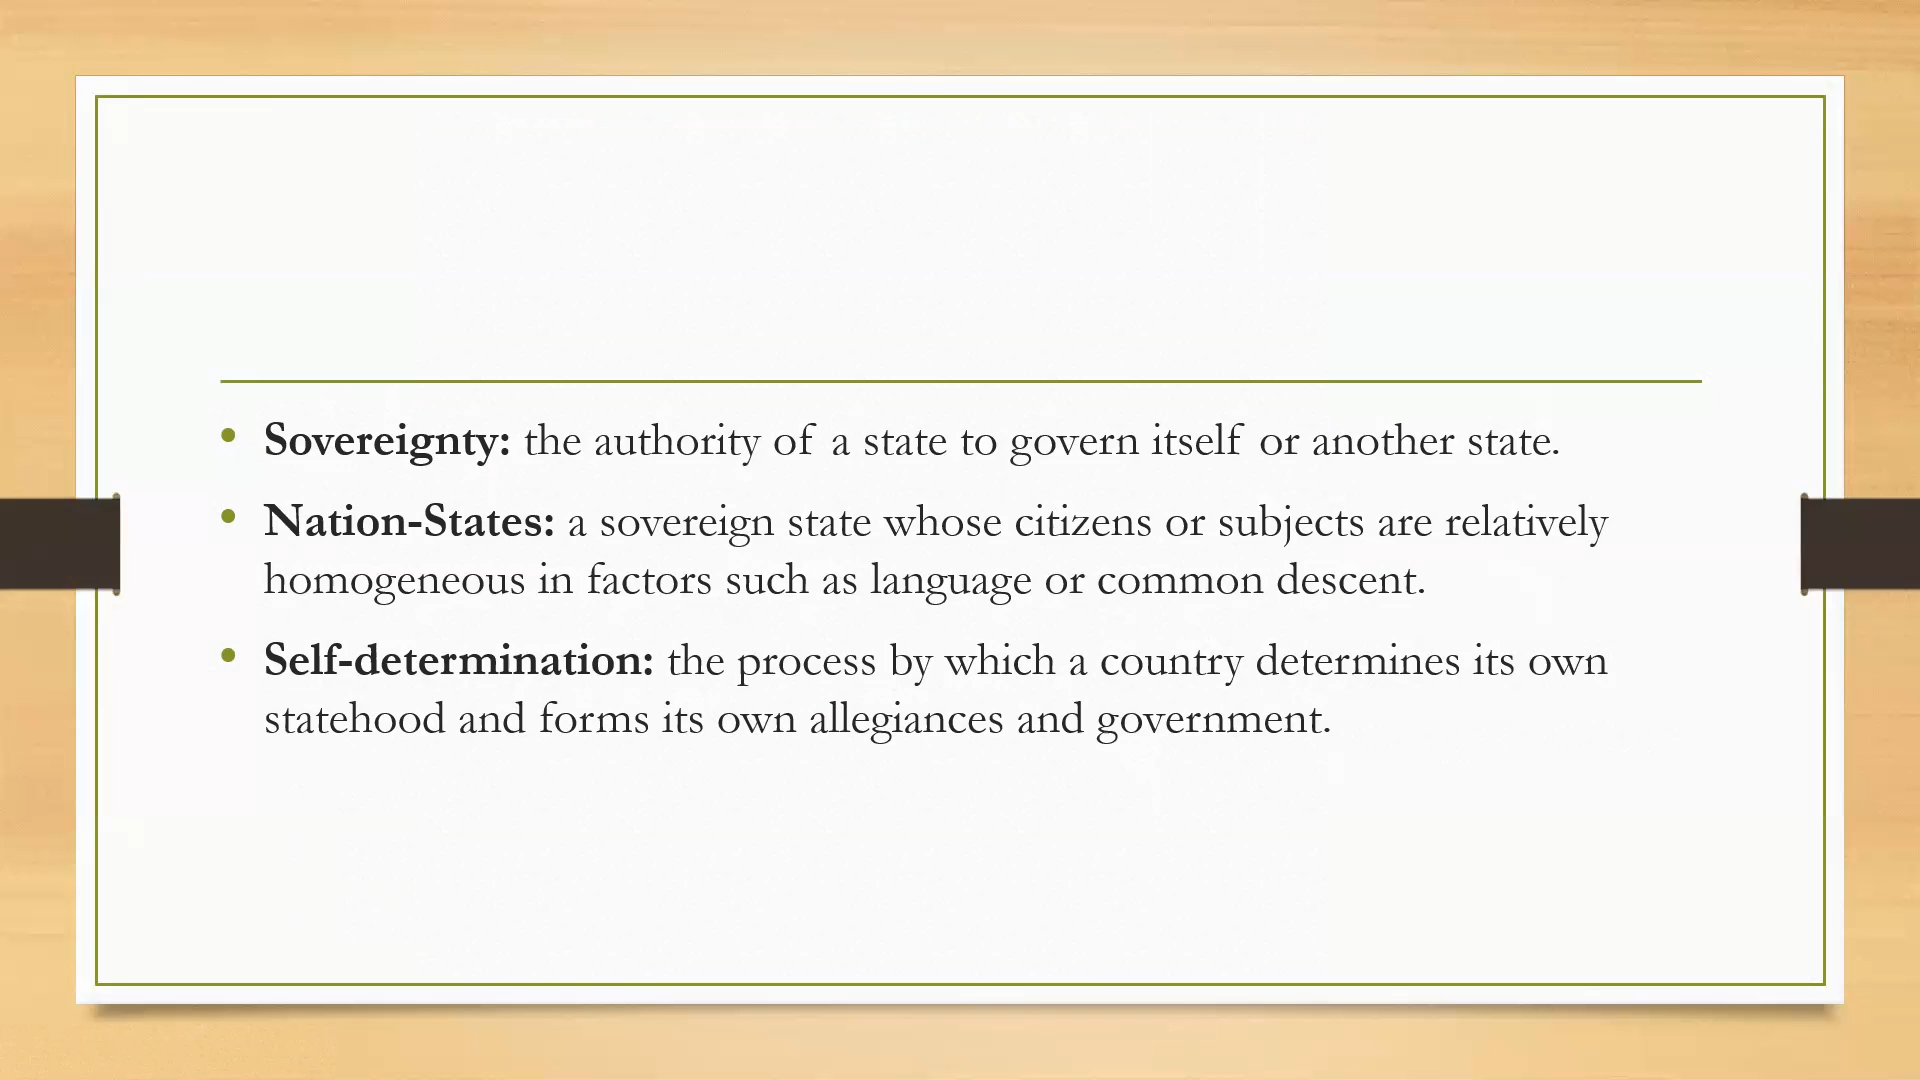 Sovereignty: the authority of a state to govern itself or another state.
Nation-States: a sovereign state whose citizens or subjects are relatively
homogeneous in factors such as language or common descent.
Self-determination: the process by which a country determines its own
statehood and forms its own allegiances and government.